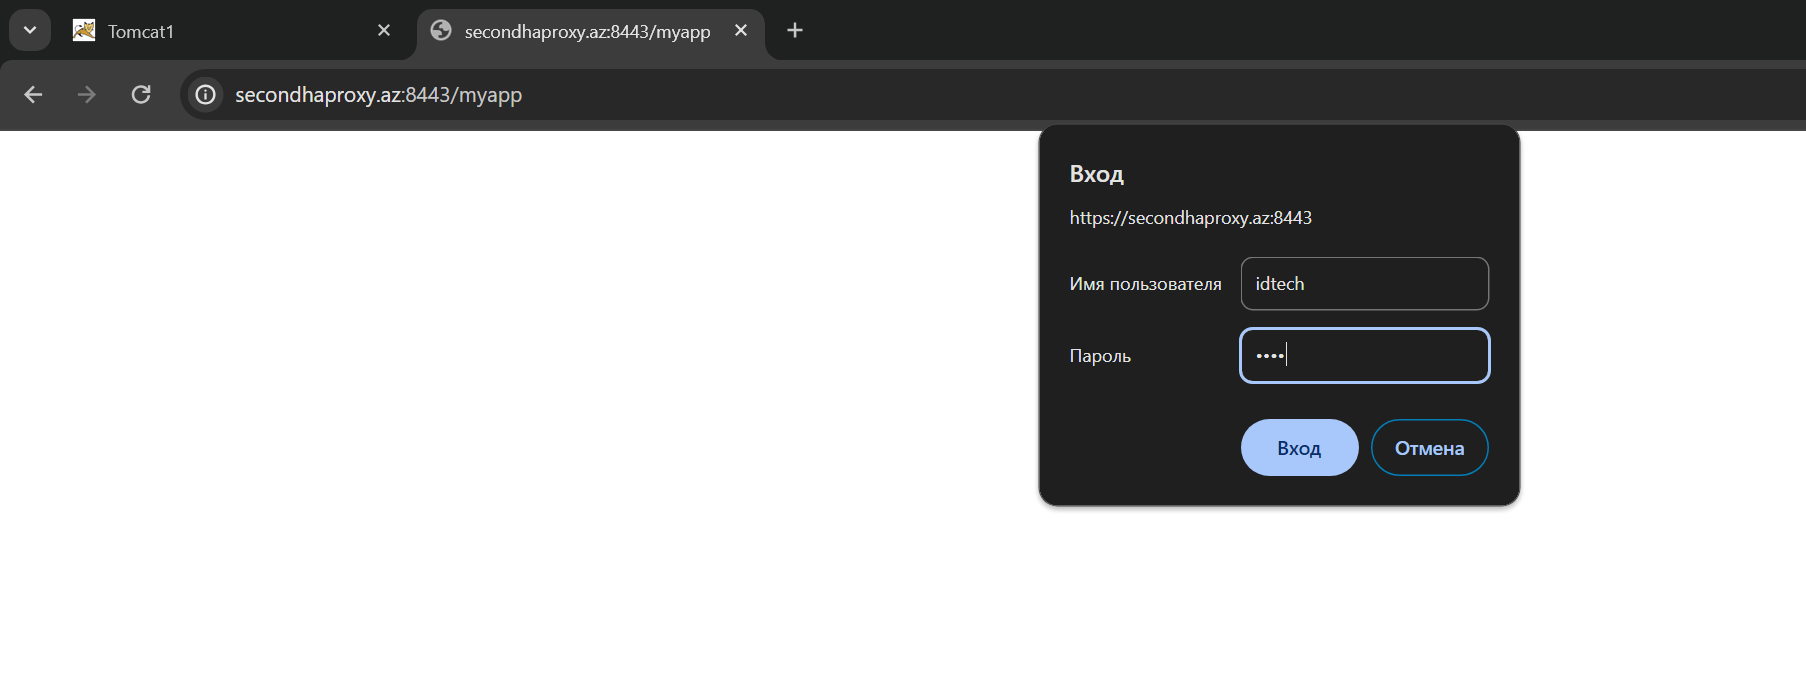 Tomcat1
secondhaproxy.az:8443/myapp
secondhaproxy.az:8443/myapp
Вход
https://secondhaproxy.az:8443
Имя пользователя
idtech
Пароль
••••
Вход
Отмена